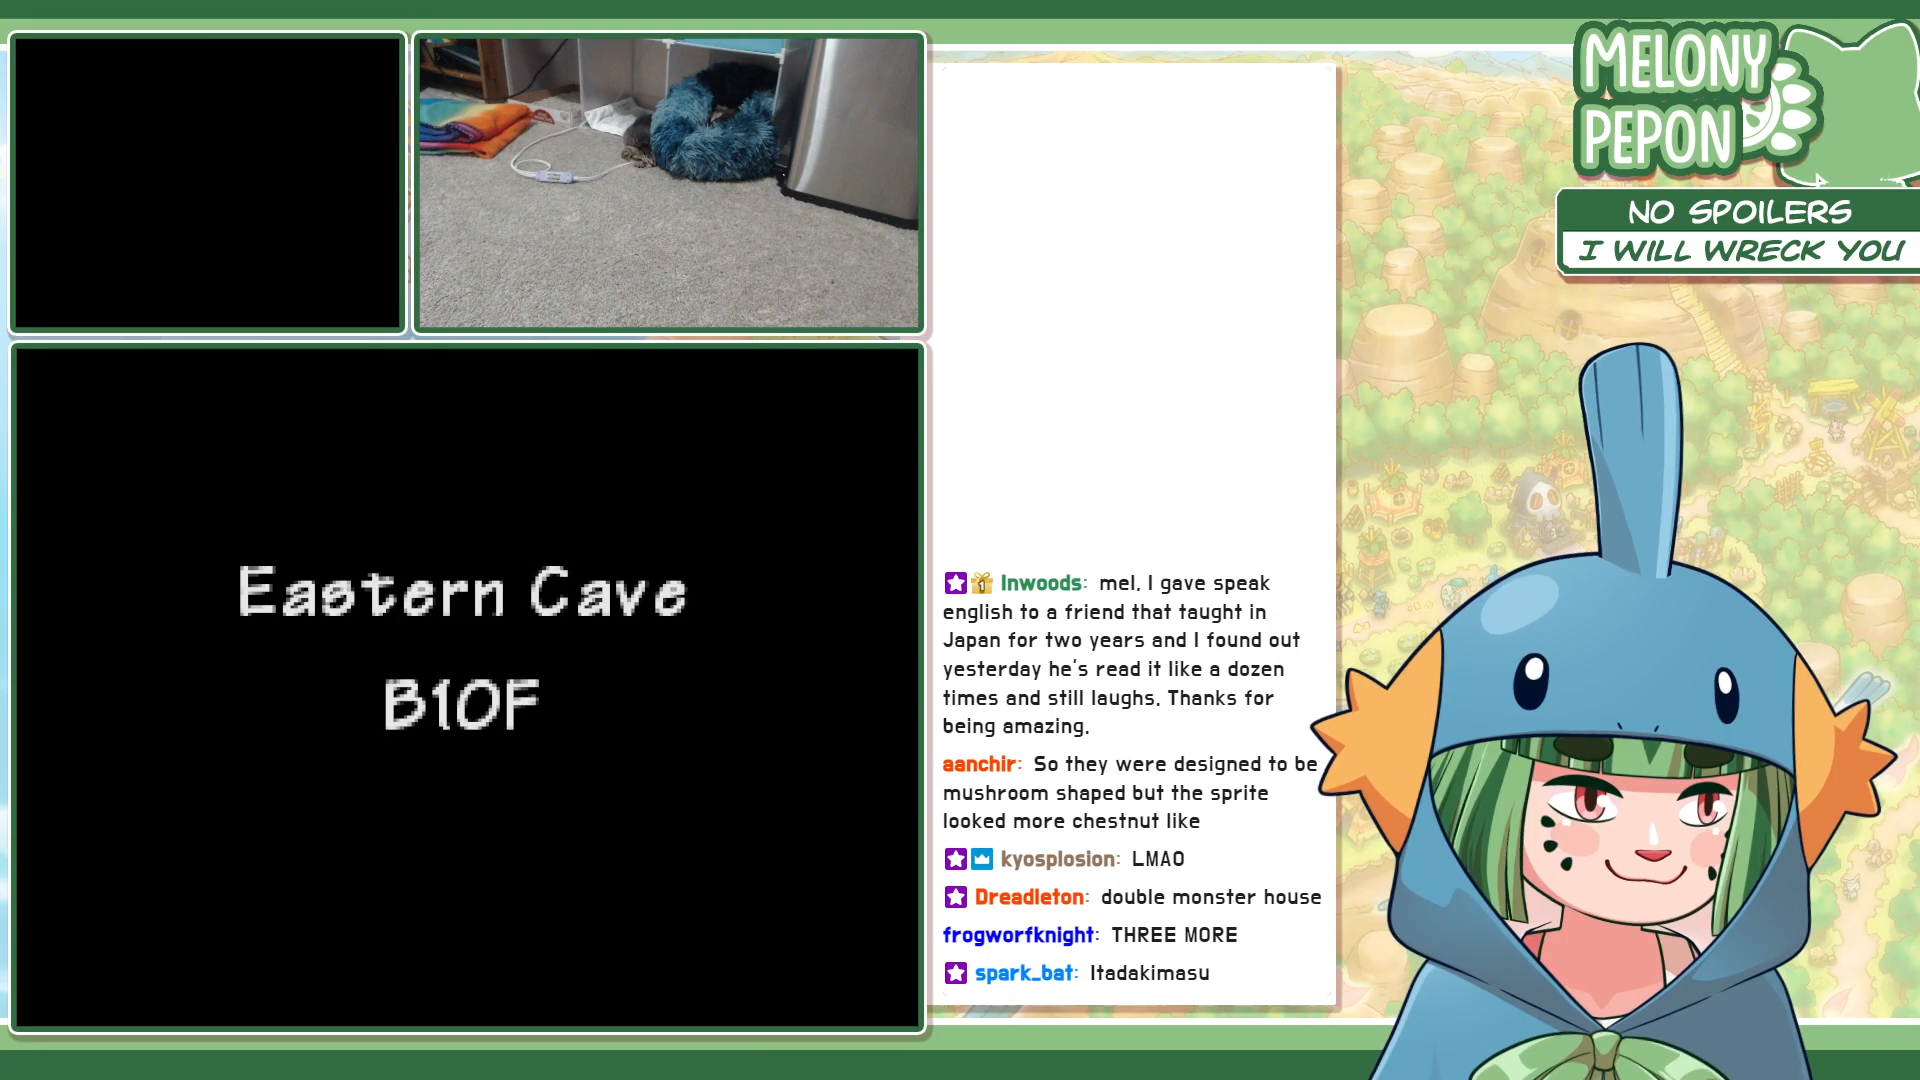 MELONY
PEPON
NO SPOILERS
I WILL WRECK YOU
Eastern Cave
B10F
1 lnwoods: mel, I gave speak
english to a friend that taught in
Japan for two years and I found out
yesterday he's read it like a dozen
times and still laughs. Thanks for
being amazing.
aanchir: So they were designed to be
mushroom shaped but the sprite
looked more chestnut like
kyosplosion: LMAO
Dreadleton: double monster house
frogworfknight: THREE MORE
spark_bat: Itadakimasu